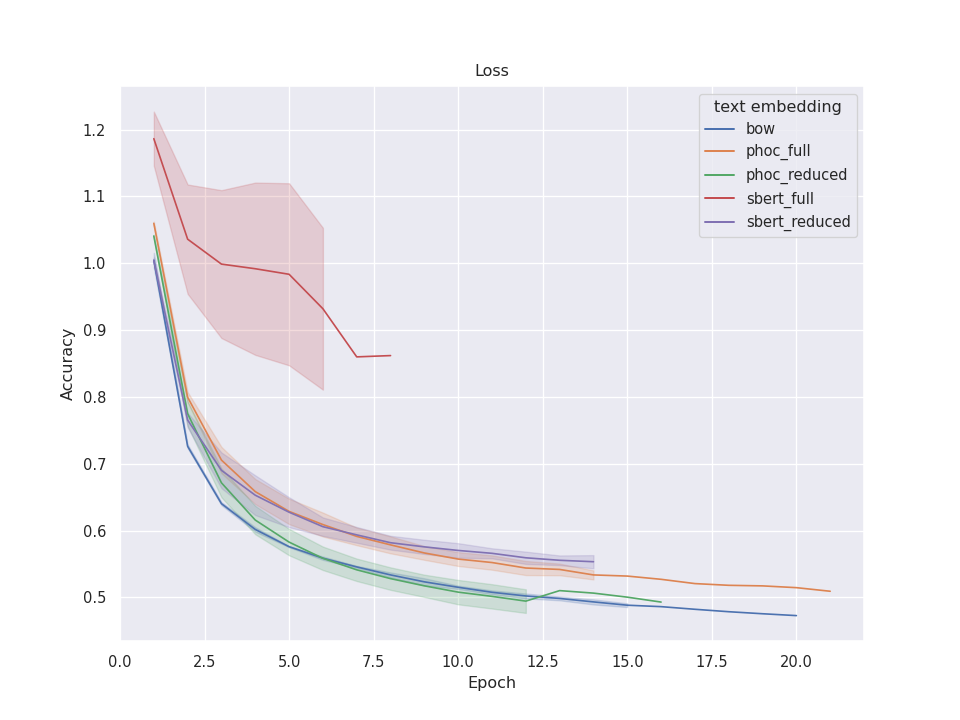 Loss
text embedding
bow
phoc_full
phoc_reduced
sbert_full
sbert_reduced
Accuracy
1.2
1.1
1.0
0.9
0.8
0.7
0.6
0.5
0.0 2.5 5.0 7.5 10.0 12.5 15.0 17.5 20.0
Epoch